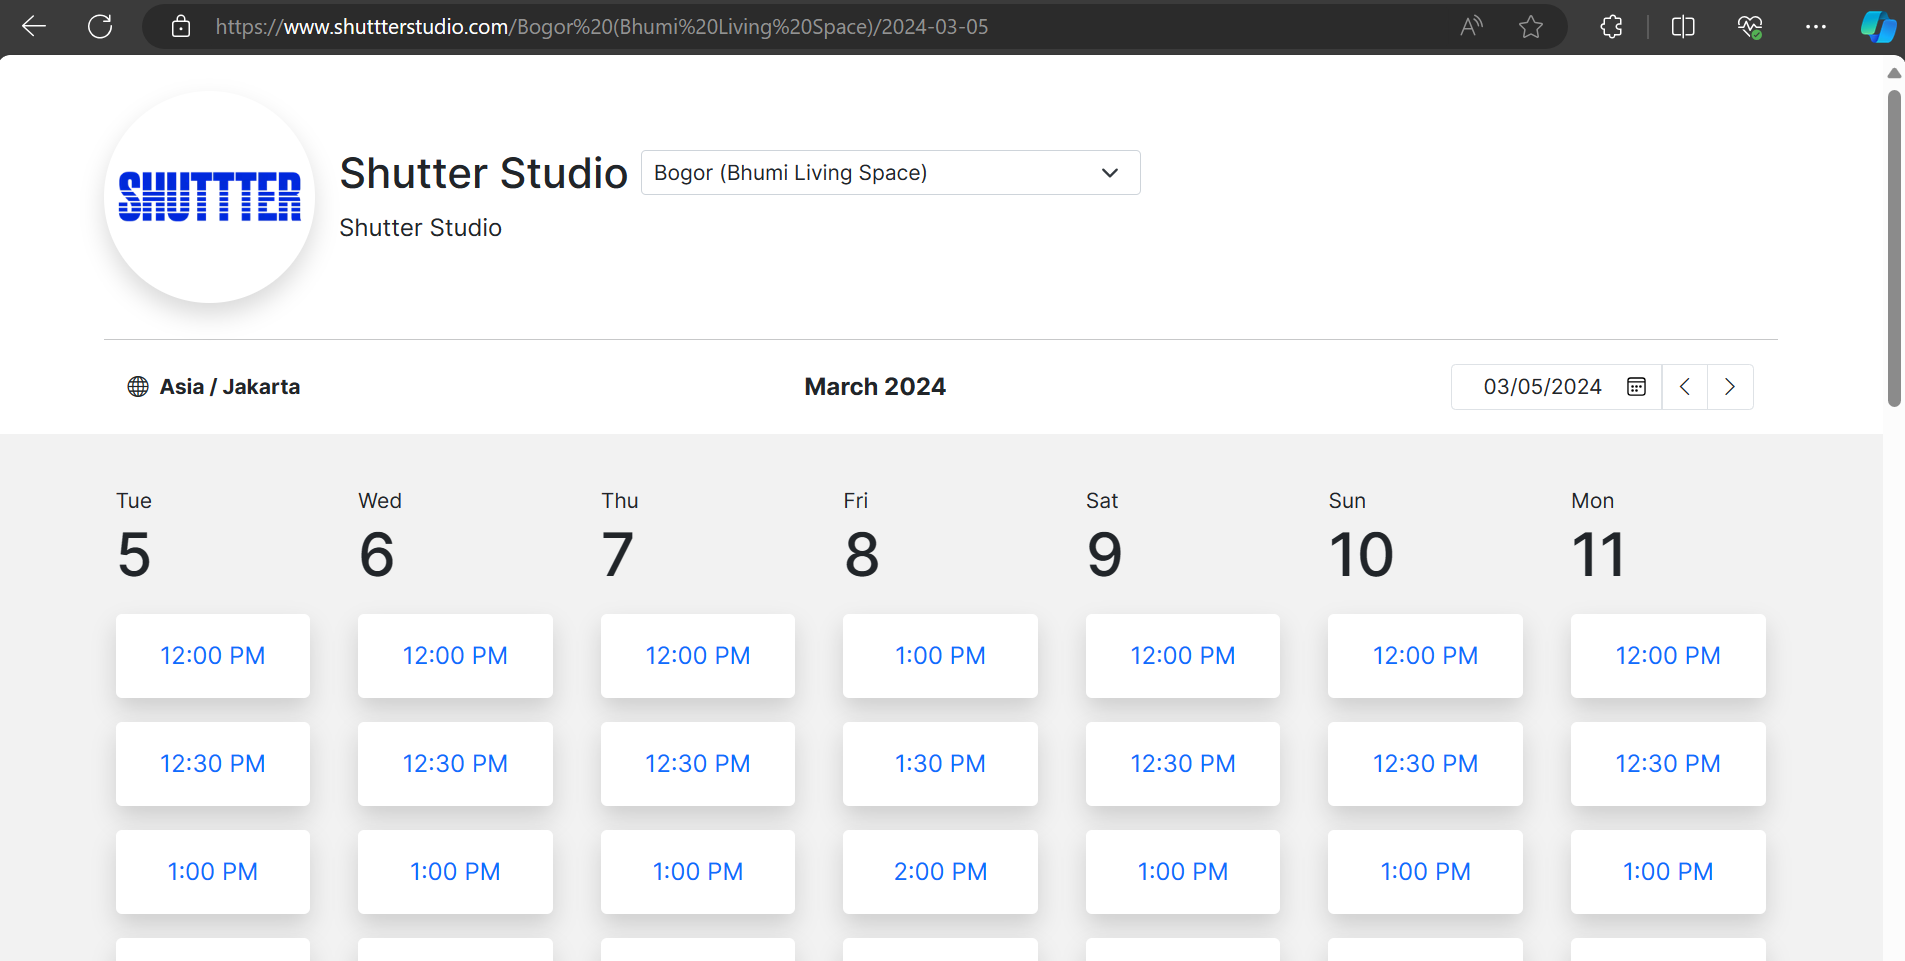 https://www.shuttterstudio.com/Bogor%20(Bhumi%20Living%20Space)/2024-03-05
SHUTTTER
Shutter Studio
Bogor (Bhumi Living Space)
Shutter Studio
Asia / Jakarta
March 2024
03/05/2024
Tue Wed Thu Fri Sat Sun Mon
5 6 7 8 9 10 11
12:00 PM 12:00 PM 12:00 PM 1:00 PM 12:00 PM 12:00 PM 12:00 PM
12:30 PM 12:30 PM 12:30 PM 1:30 PM 12:30 PM 12:30 PM 12:30 PM
1:00 PM 1:00 PM 1:00 PM 2:00 PM 1:00 PM 1:00 PM 1:00 PM